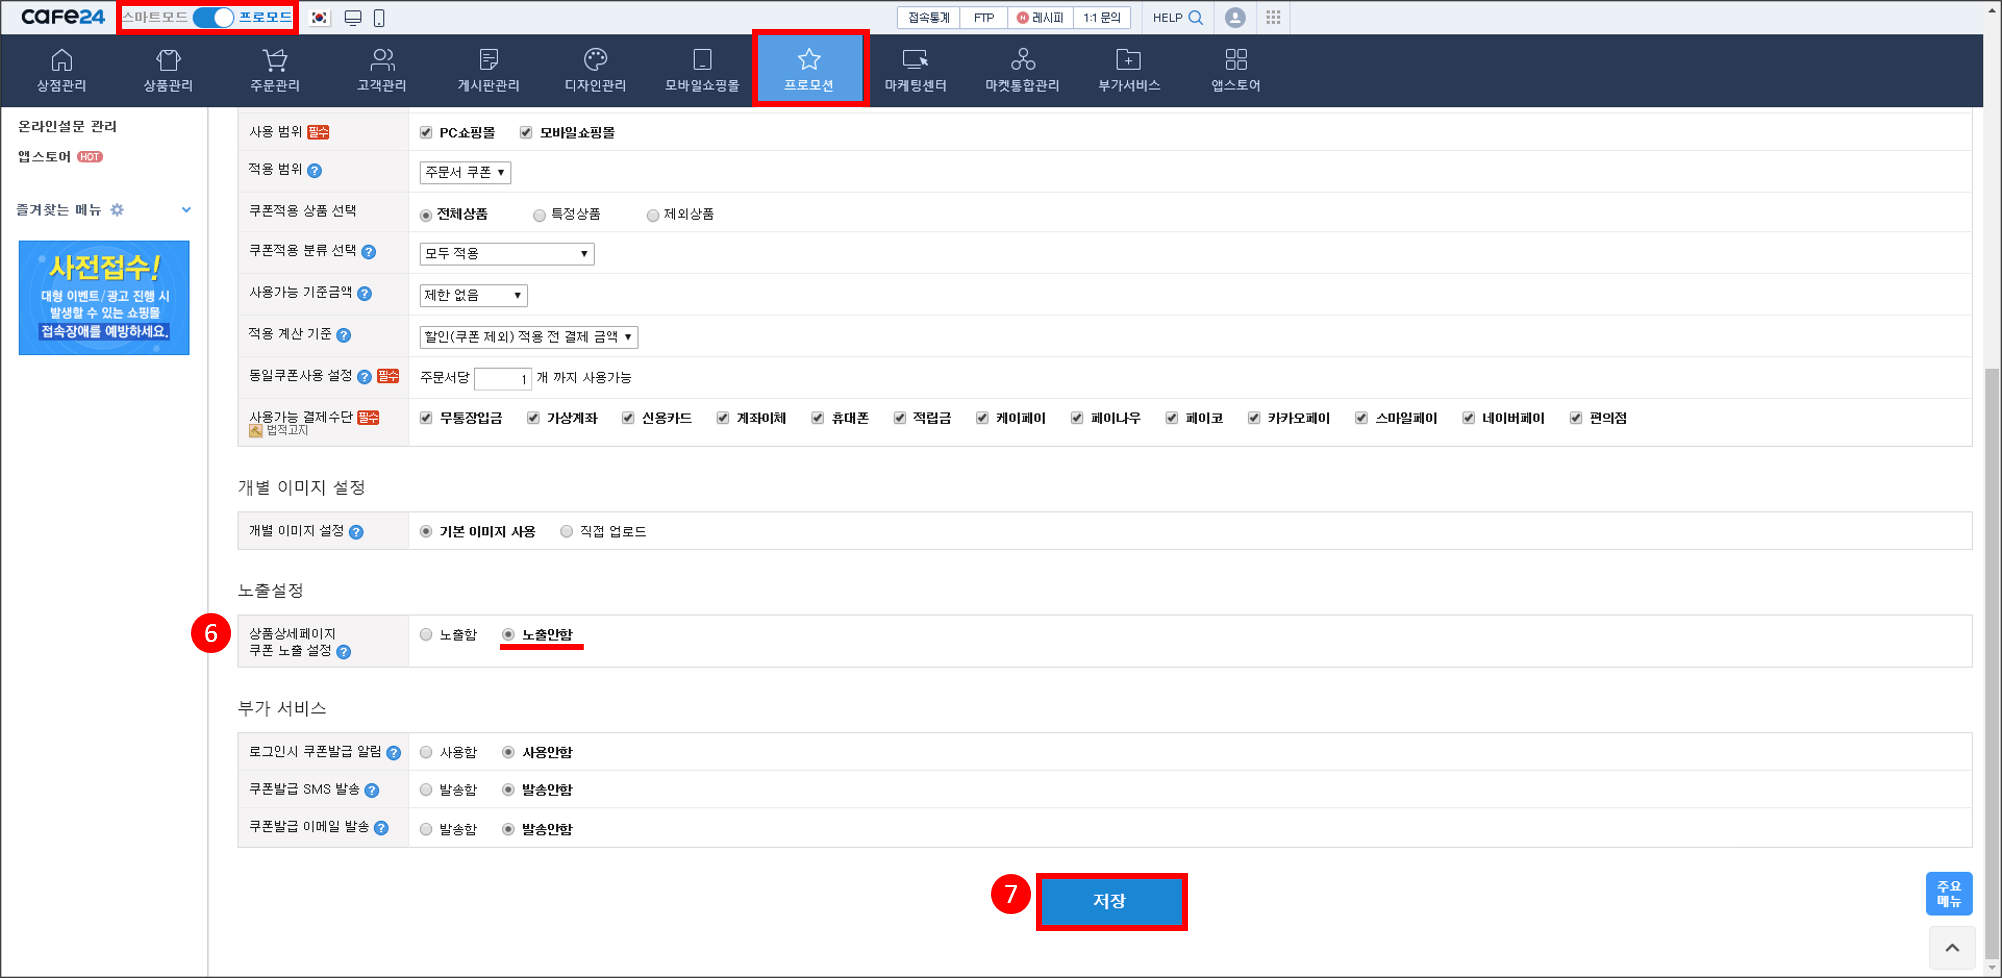 cafe24 스마트모드 프로모드 접속통계 FTP N 레시피 1:1 문의 HELP
상점관리 상품관리 주문관리 고객관리 게시판관리 디자인관리 모바일쇼핑몰 프로모션 마케팅센터 마켓통합관리 부가서비스 앱스토어
온라인설문 관리
앱스토어 HOT
즐겨찾는 메뉴
사전접수!
대형 이벤트/광고 진행 시
발생할 수 있는 쇼핑몰
접속장애를 예방하세요.
사용 범위 필수 PC쇼핑몰 모바일쇼핑몰
적용 범위 ? 주문서 쿠폰
쿠폰적용 상품 선택 전체상품 특정상품 제외상품
쿠폰적용 분류 선택 ? 모두 적용
사용가능 기준금액 ? 제한 없음
적용 계산 기준 ? 할인(쿠폰 제외) 적용 전 결제 금액
동일쿠폰사용 설정 ? 필수 주문서당 1 개 까지 사용가능
사용가능 결제수단 필수 무통장입금 가상계좌 신용카드 계좌이체 휴대폰 적립금 케이페이 페이나우 페이코 카카오페이 스마일페이 네이버페이 편의점
법적고지
개별 이미지 설정
개별 이미지 설정 ? 기본 이미지 사용 직접 업로드
노출설정
6 상품상세페이지 노출함 노출안함
쿠폰 노출 설정 ?
부가 서비스
로그인시 쿠폰발급 알림 ? 사용함 사용안함
쿠폰발급 SMS 발송 ? 발송함 발송안함
쿠폰발급 이메일 발송 ? 발송함 발송안함
7 저장
주요
메뉴